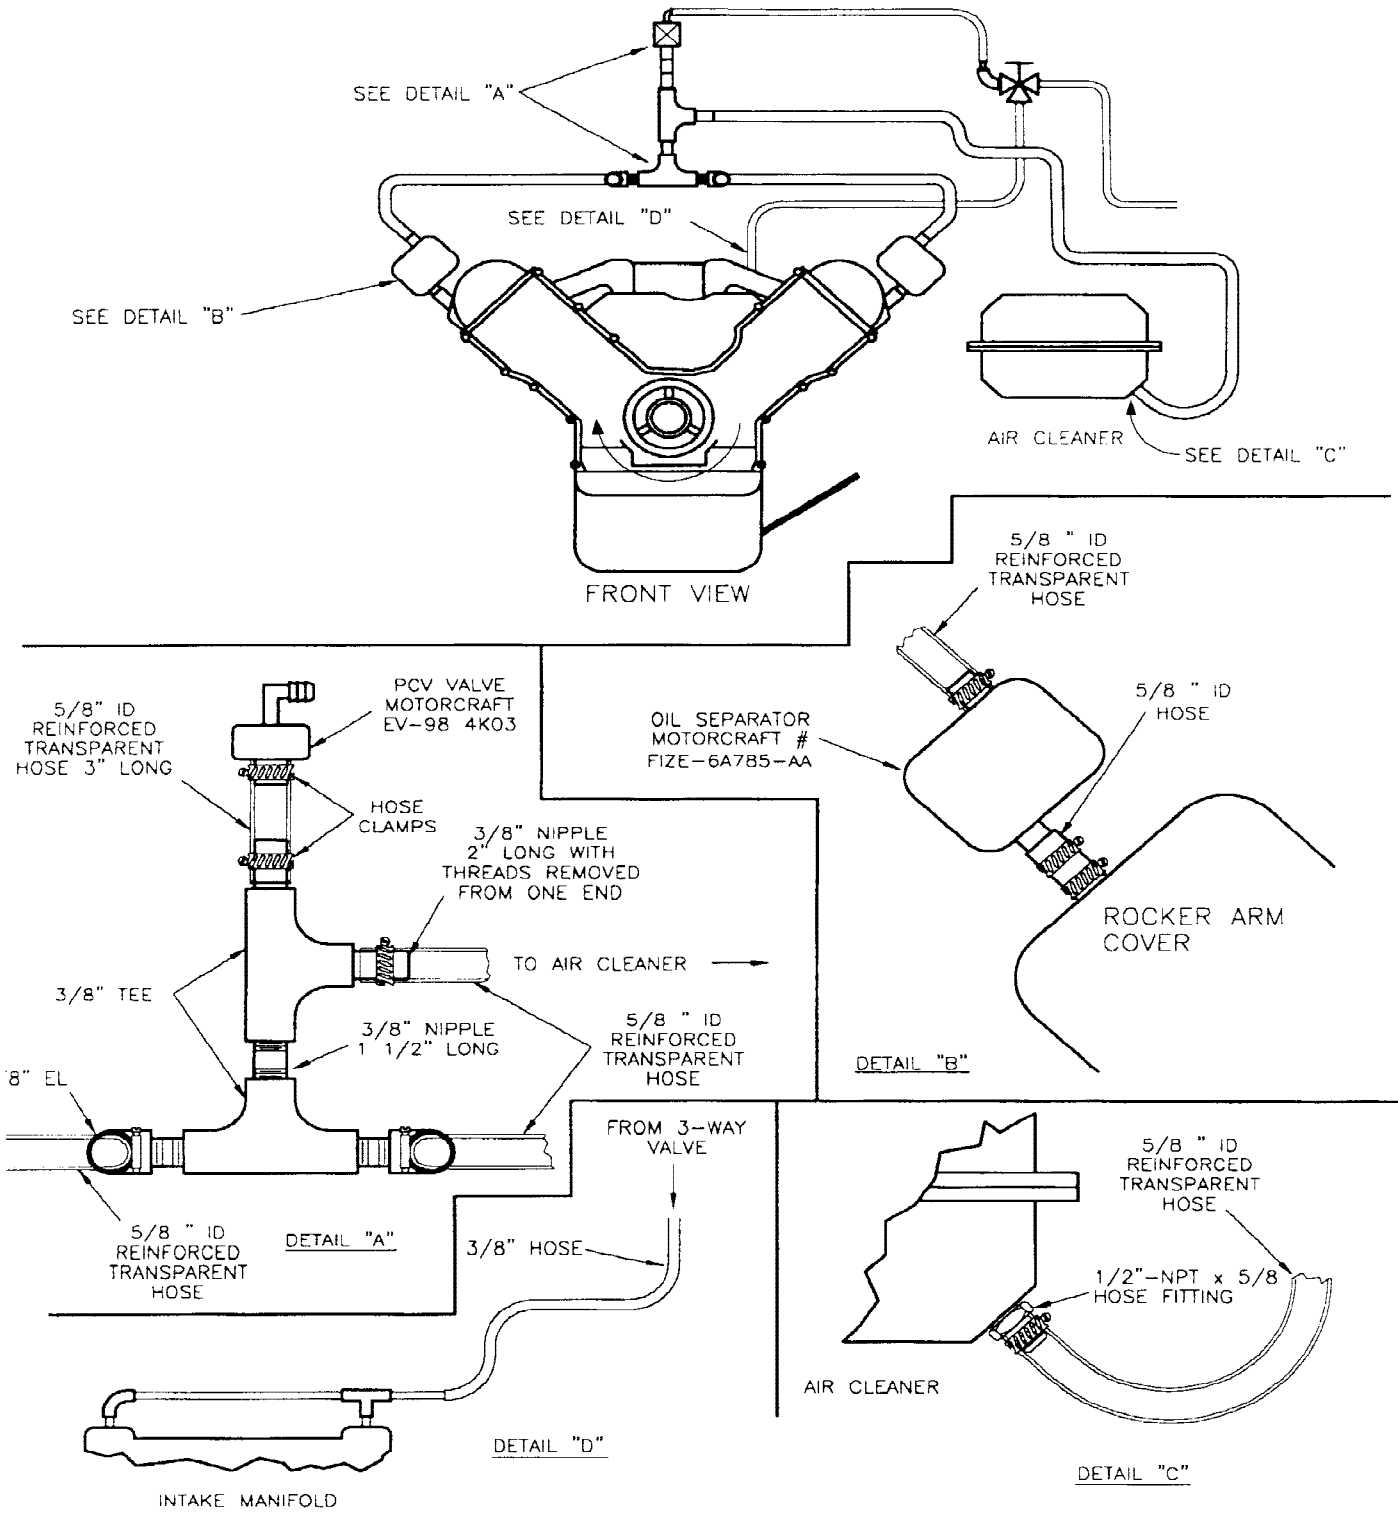 SEE DETAIL "A"
SEE DETAIL "D"
SEE DETAIL "B"
AIR CLEANER
SEE DETAIL "C"
FRONT VIEW
5/8" ID
REINFORCED
TRANSPARENT
HOSE 3" LONG
PCV VALVE
MOTORCRAFT
EV-98 4K03
HOSE
CLAMPS
3/8" NIPPLE
2" LONG WITH
THREADS REMOVED
FROM ONE END
TO AIR CLEANER
3/8" TEE
3/8" NIPPLE
1 1/2" LONG
5/8 " ID
REINFORCED
TRANSPARENT
HOSE
8" EL
5/8 " ID
REINFORCED
TRANSPARENT
HOSE
DETAIL "A"
5/8 " ID
REINFORCED
TRANSPARENT
HOSE
OIL SEPARATOR
MOTORCRAFT #
FIZE-6A785-AA
5/8 " ID
HOSE
ROCKER ARM
COVER
DETAIL "B"
FROM 3-WAY
VALVE
3/8" HOSE
DETAIL "D"
INTAKE MANIFOLD
5/8 " ID
REINFORCED
TRANSPARENT
HOSE
1/2"-NPT x 5/8
HOSE FITTING
AIR CLEANER
DETAIL "C"